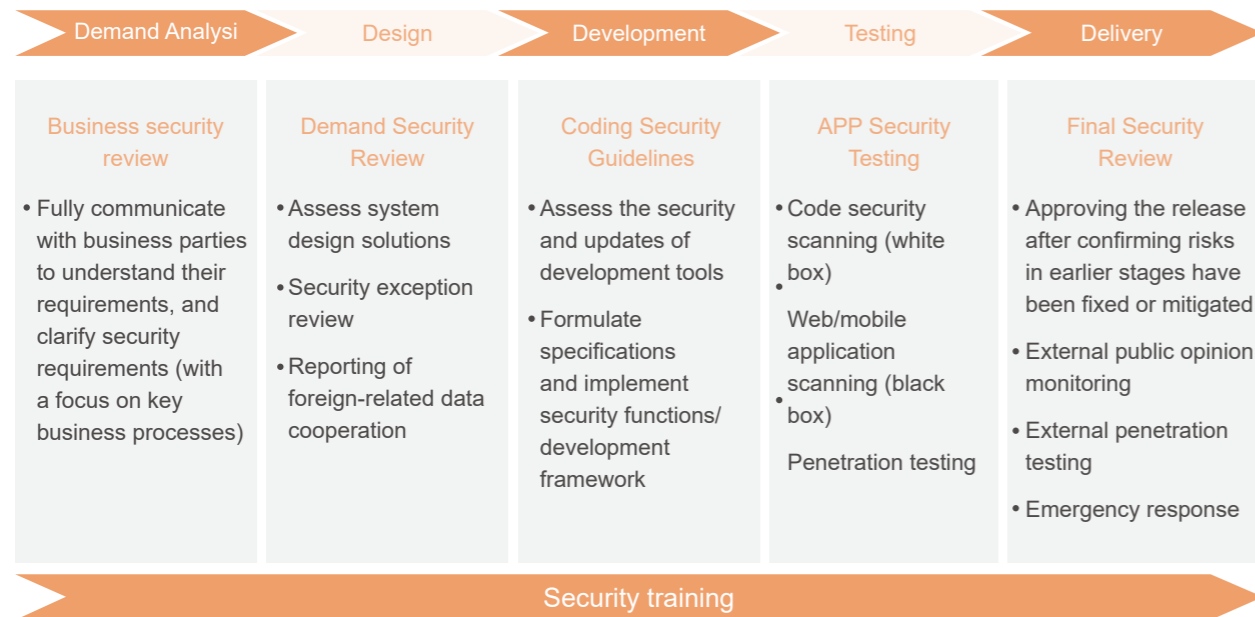 Demand Analysi
Design
Development
Testing
Delivery
Business security
review
• Fully communicate
with business parties
to understand their
requirements, and
clarify security
requirements (with
a focus on key
business processes)
Demand Security
Review
• Assess system
design solutions
• Security exception
review
• Reporting of
foreign-related data
cooperation
Coding Security
Guidelines
• Assess the security
and updates of
development tools
• Formulate
specifications
and implement
security functions/
development
framework
APP Security
Testing
• Code security
scanning (white
box)
•
Web/mobile
application
scanning (black
• box)
Penetration testing
Final Security
Review
• Approving the release
after confirming risks
in earlier stages have
been fixed or mitigated
• External public opinion
monitoring
• External penetration
testing
• Emergency response
Security training